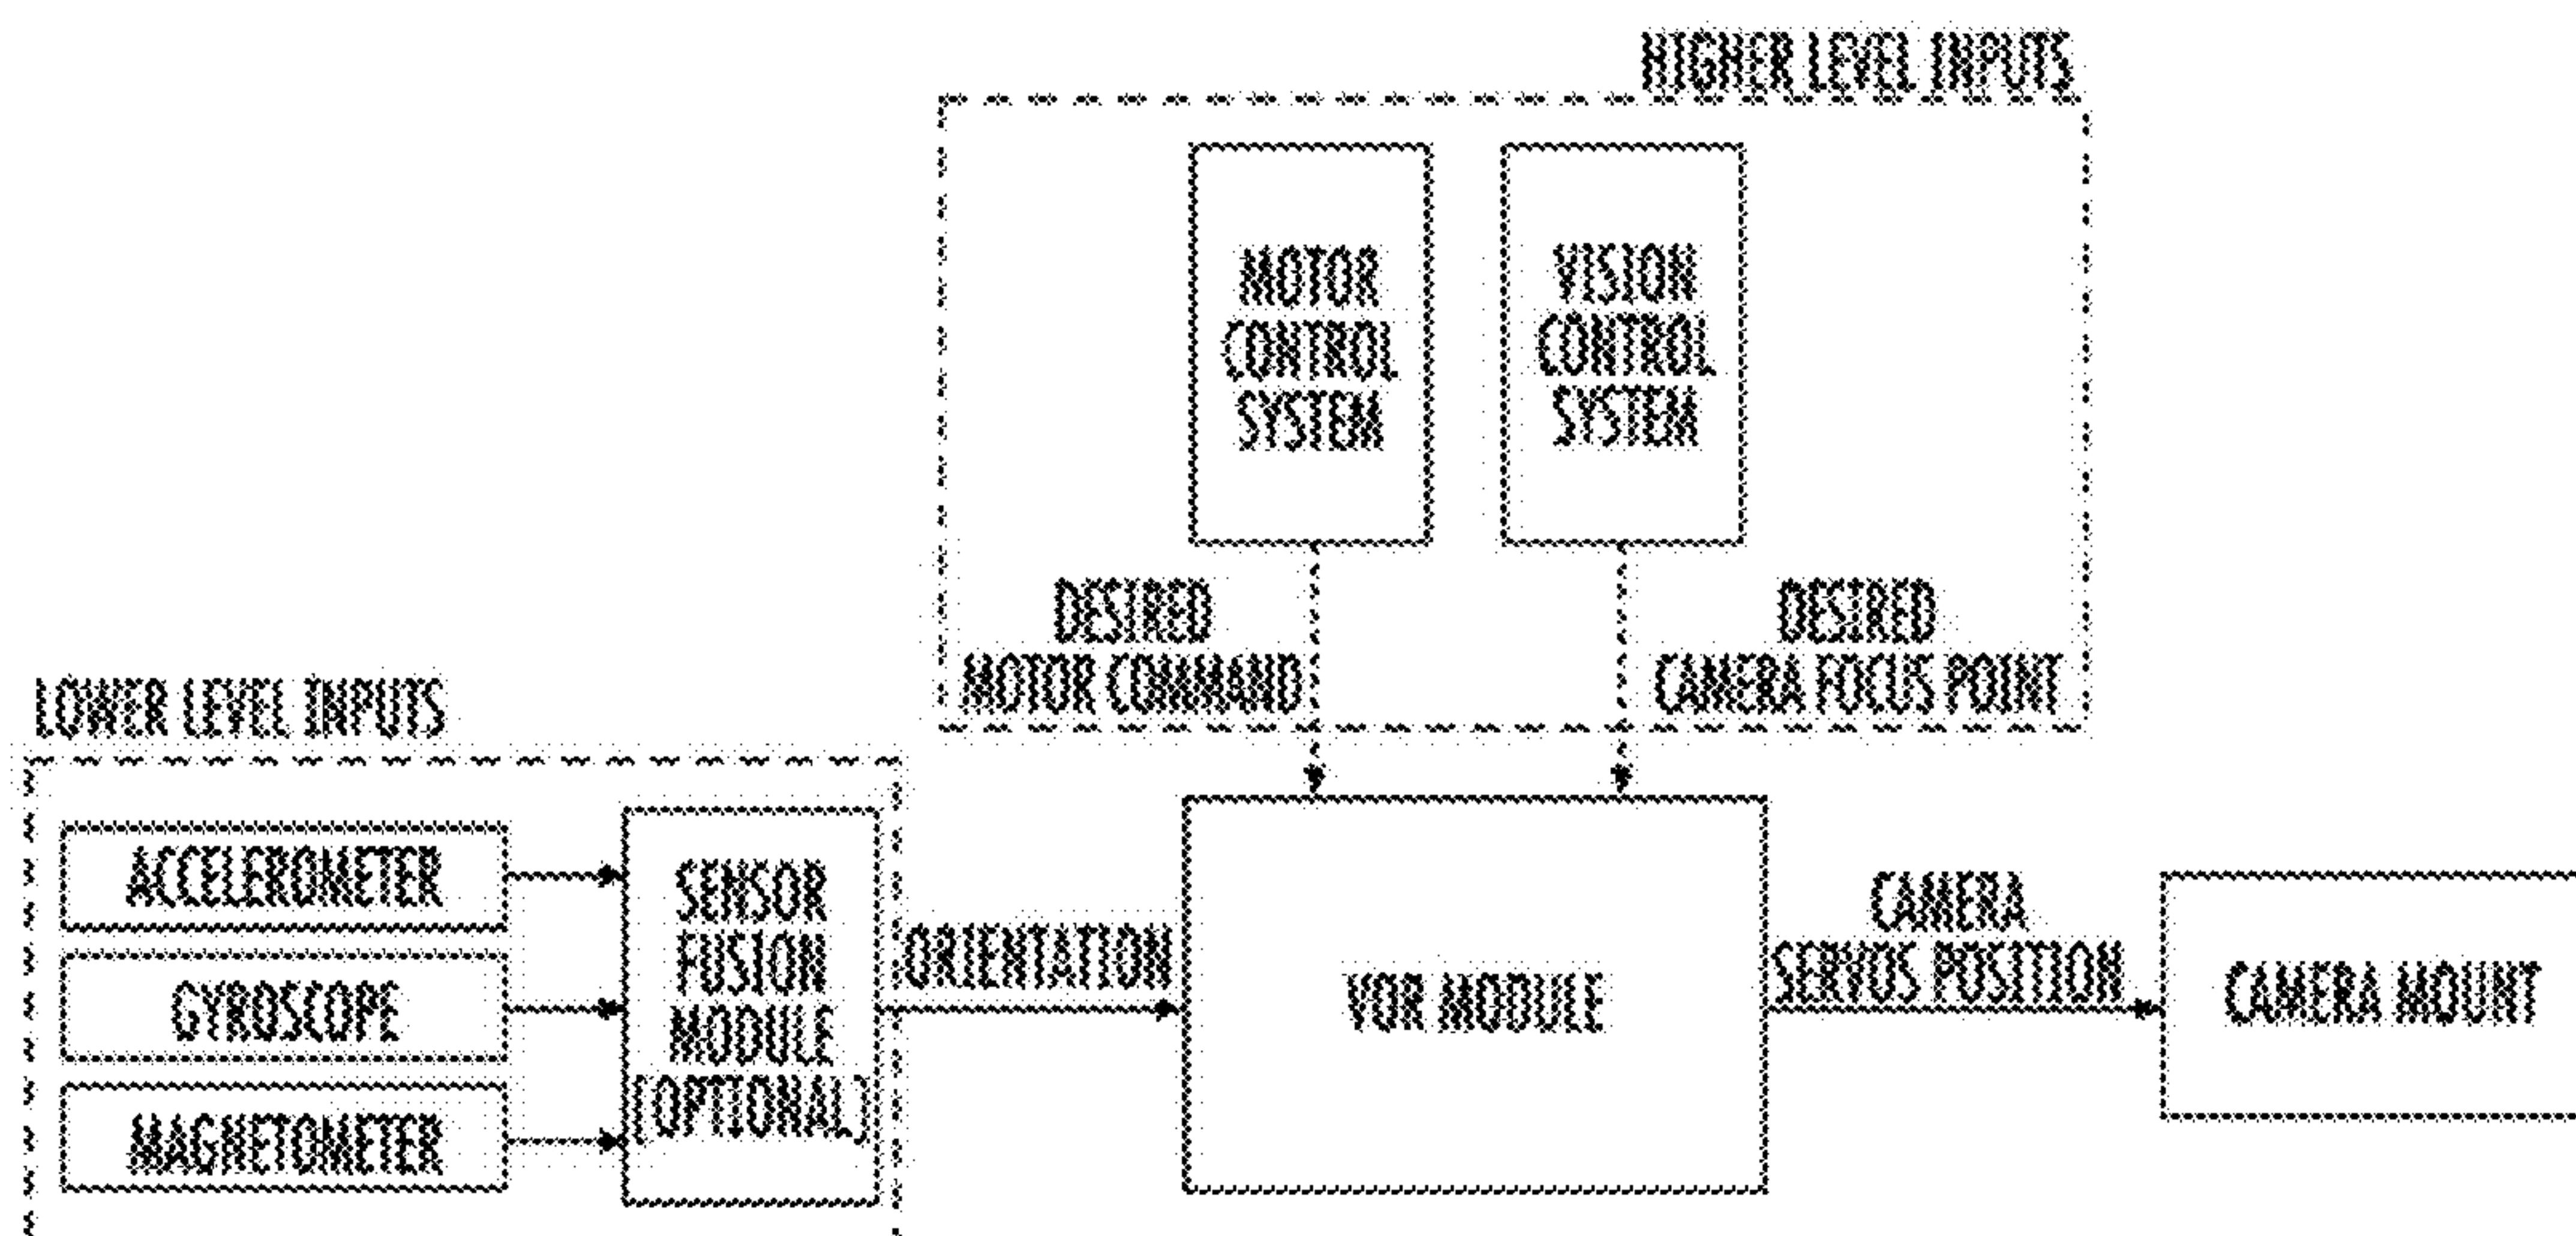 HIGHER LEVEL INPUTS
MOTOR
CONTROL
SYSTEM
VISION
CONTROL
SYSTEM
DESIRED
MOTOR COMMAND
DESIRED
CAMERA FOCUS POINT
LOWER LEVEL INPUTS
ACCELEROMETER
GYROSCOPE
MAGNETOMETER
SENSOR
FUSION
MODULE
(OPTIONAL)
ORIENTATION
VOR MODULE
CAMERA
SERVOS POSITION
CAMERA MOUNT